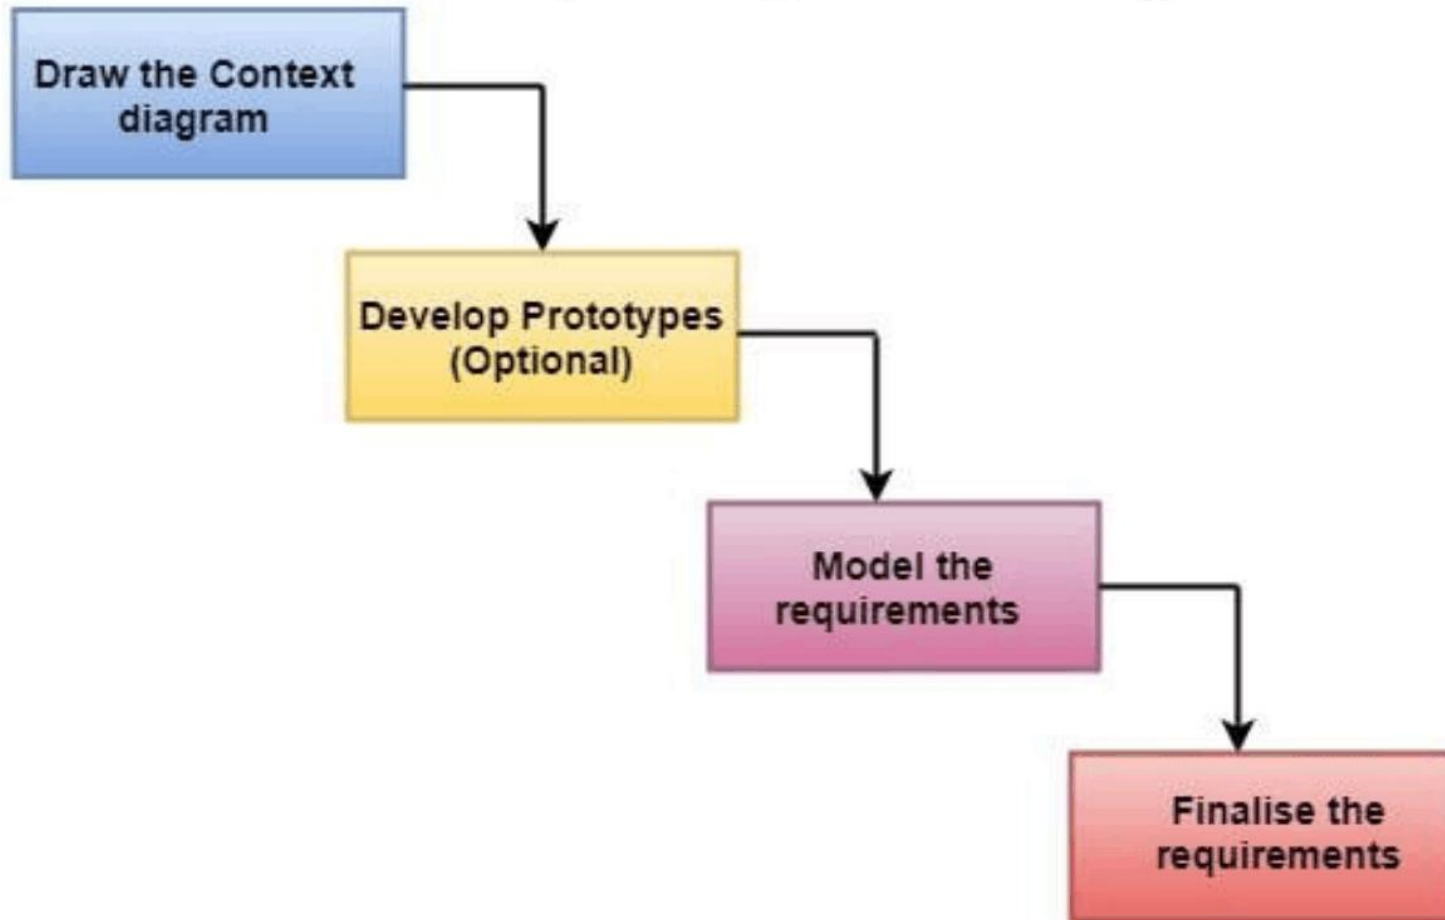 Draw the Context
diagram
Develop Prototypes
(Optional)
Model the
requirements
Finalise the
requirements